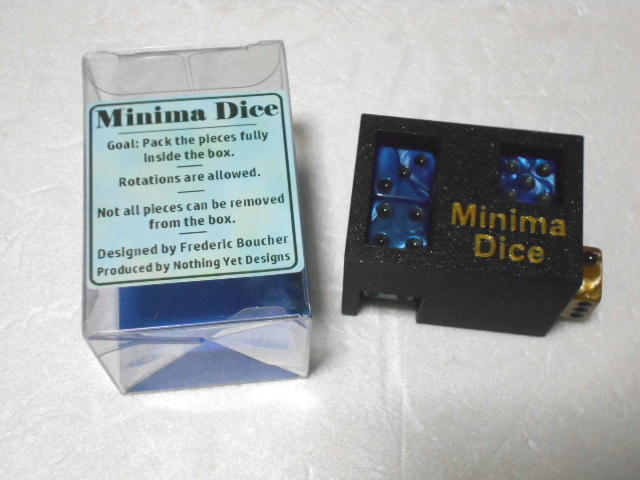 Minima Dice
Goal: Pack the pieces fully
inside the box.
Rotations are allowed.
Not all pieces can be removed
from the box.
Designed by Frederic Boucher
Produced by Nothing Yet Designs
Minima
Dice